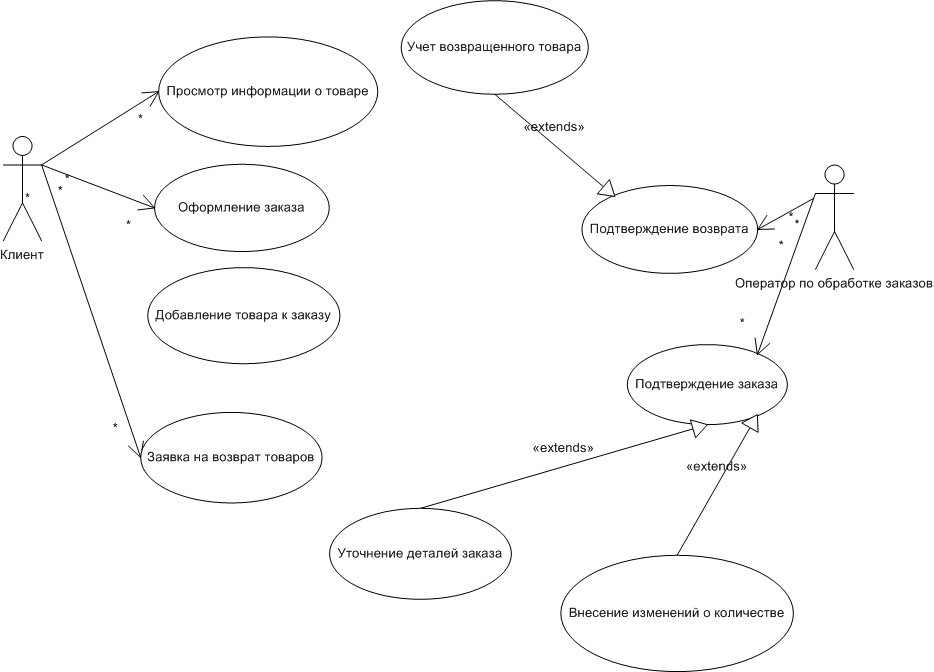 Учет возвращенного товара
Просмотр информации о товаре
*
«extends»
*
*
*
Оформление заказа
*
Подтверждение возврата
*
*
*
Клиент
Оператор по обработке заказов
Добавление товара к заказу
*
Подтверждение заказа
*
Заявка на возврат товаров
«extends»
«extends»
Уточнение деталей заказа
Внесение изменений о количестве